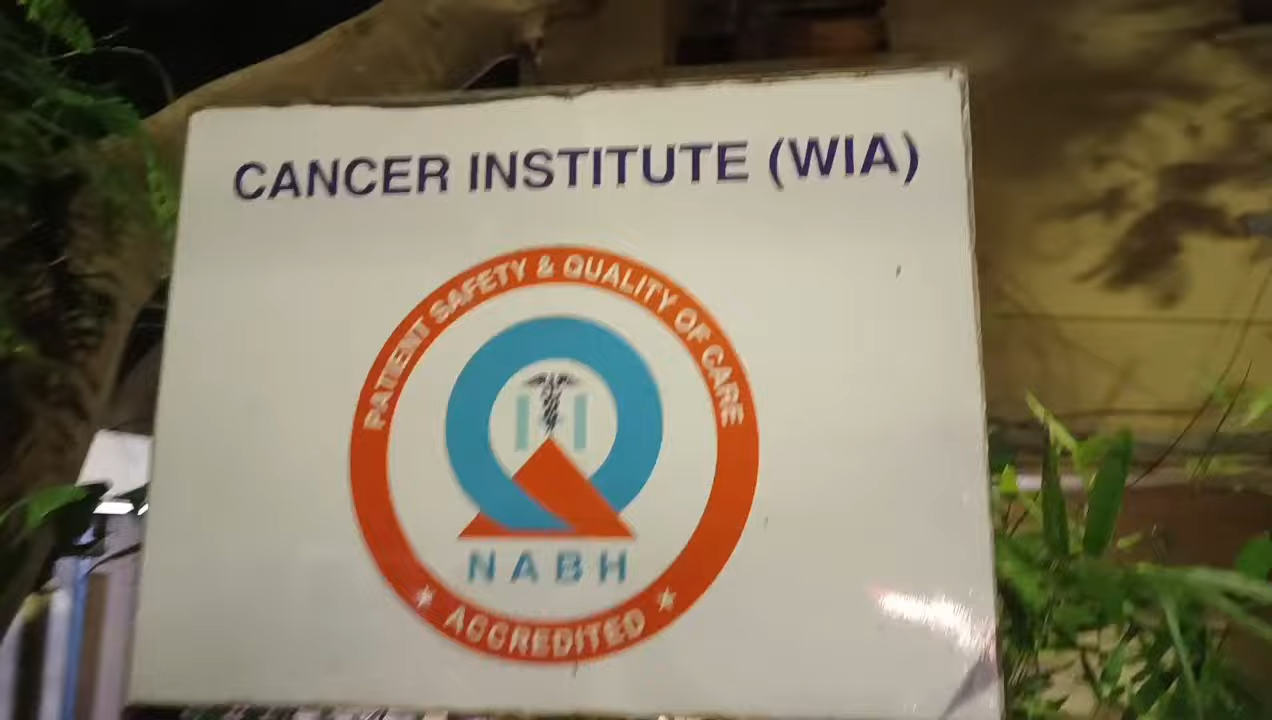 CANCER INSTITUTE (WIA)
PATIENT SAFETY & QUALITY OF CARE
H
NABH
★ ACCREDITED ★